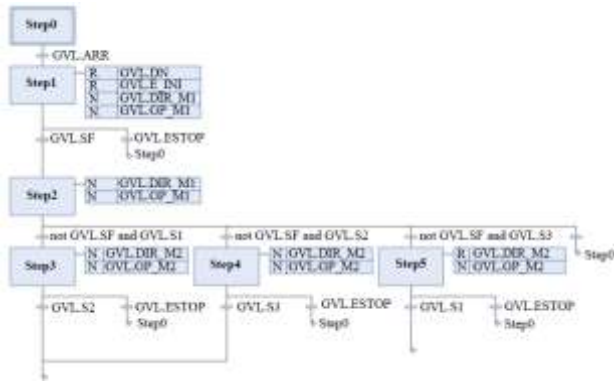 Step0
GVL.ARR
Step1
R GVL.DN
R GVL.E_INI
N GVL.DIR_M1
N GVL.OP_M1
GVL.SF
GVL.ESTOP
Step0
Step2
N GVL.DIR_M1
N GVL.OP_M1
not GVL.SF and GVL.S1
not GVL.SF and GVL.S2
not GVL.SF and GVL.S3
Step0
Step3
N GVL.DIR_M2
N GVL.OP_M2
Step4
N GVL.DIR_M2
N GVL.OP_M2
Step5
R GVL.DIR_M2
N GVL.OP_M2
GVL.S2
GVL.ESTOP
Step0
GVL.S3
GVL.ESTOP
Step0
GVL.S1
GVL.ESTOP
Step0